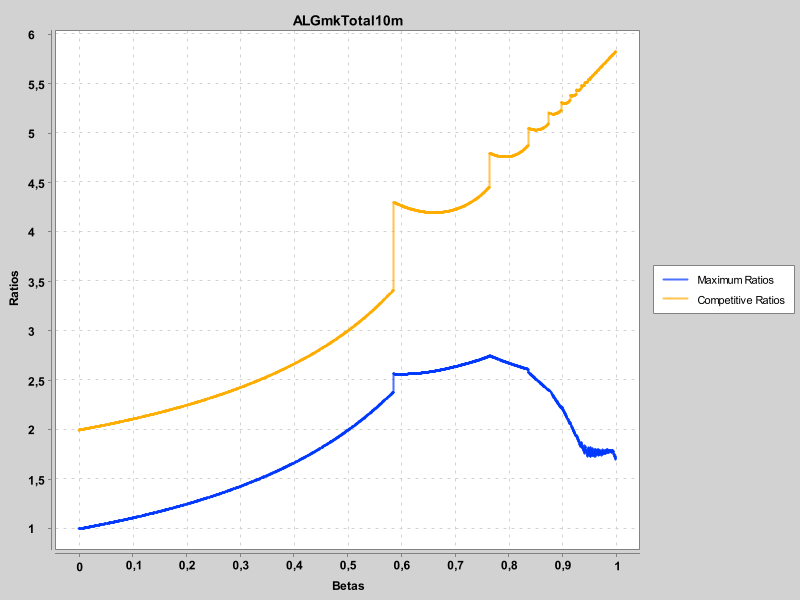 ALGmkTotal10m
6
5,5
5
4,5
4
3,5
3
2,5
2
1,5
1
Ratios
0 0,1 0,2 0,3 0,4 0,5 0,6 0,7 0,8 0,9 1
Betas
Maximum Ratios
Competitive Ratios